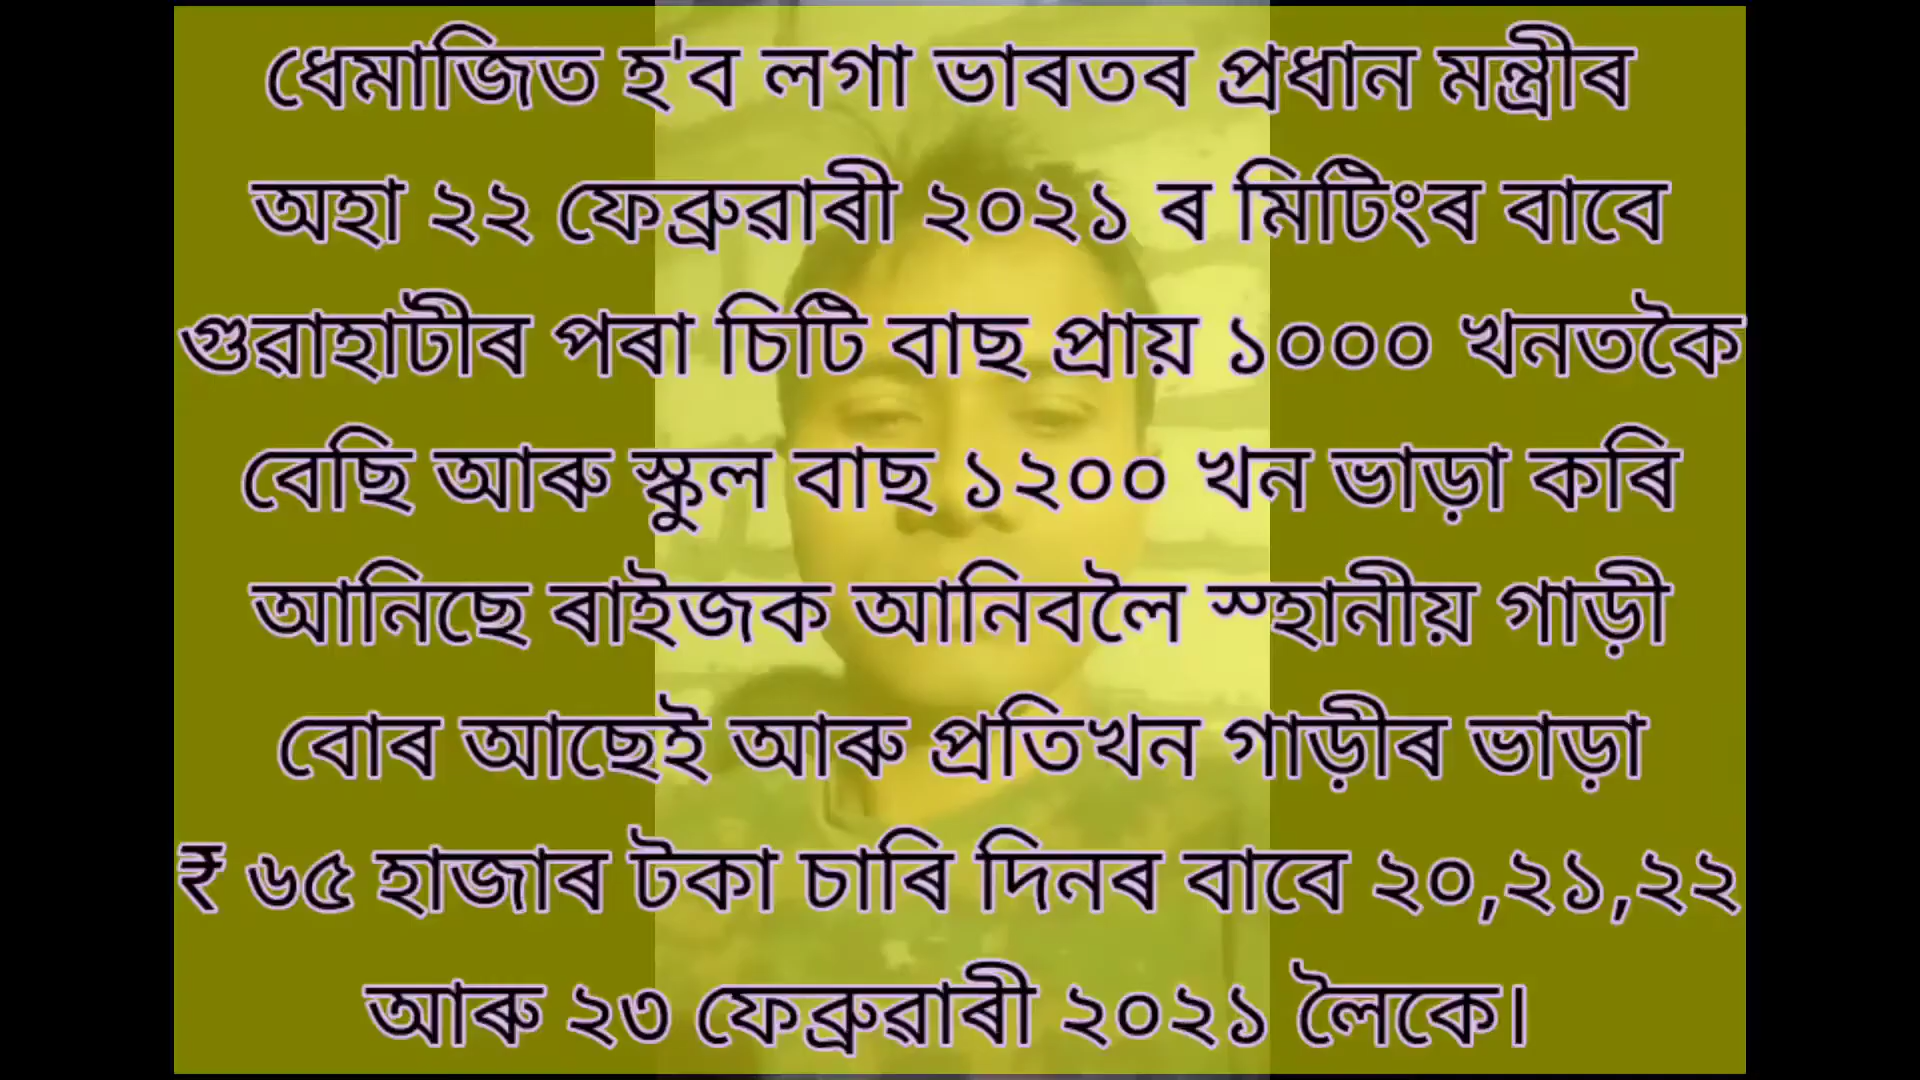 ধেমাজিত হ'ব লগা ভাৰতৰ প্ৰধান মন্ত্ৰীৰ
অহা ২২ ফেব্ৰুৱাৰী ২০২১ ৰ মিটিংৰ বাবে
গুৱাহাটীৰ পৰা চিটি বাছ প্ৰায় ১০০০ খনতকৈ
বেছি আৰু স্কুল বাছ ১২০০ খন ভাড়া কৰি
আনিছে ৰাইজক আনিবলৈ স্হানীয় গাড়ী
বোৰ আছেই আৰু প্ৰতিখন গাড়ীৰ ভাড়া
₹ ৬৫ হাজাৰ টকা চাৰি দিনৰ বাবে ২০,২১,২২
আৰু ২৩ ফেব্ৰুৱাৰী ২০২১ লৈকে।